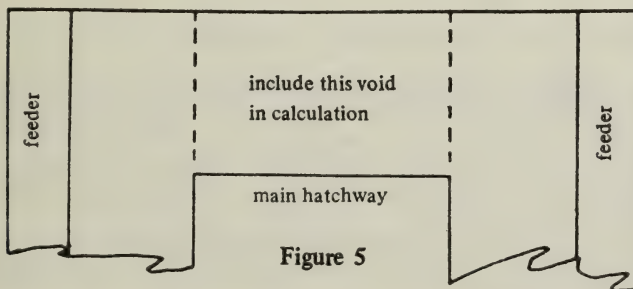 feeder
include this void
in calculation
feeder
main hatchway
Figure 5